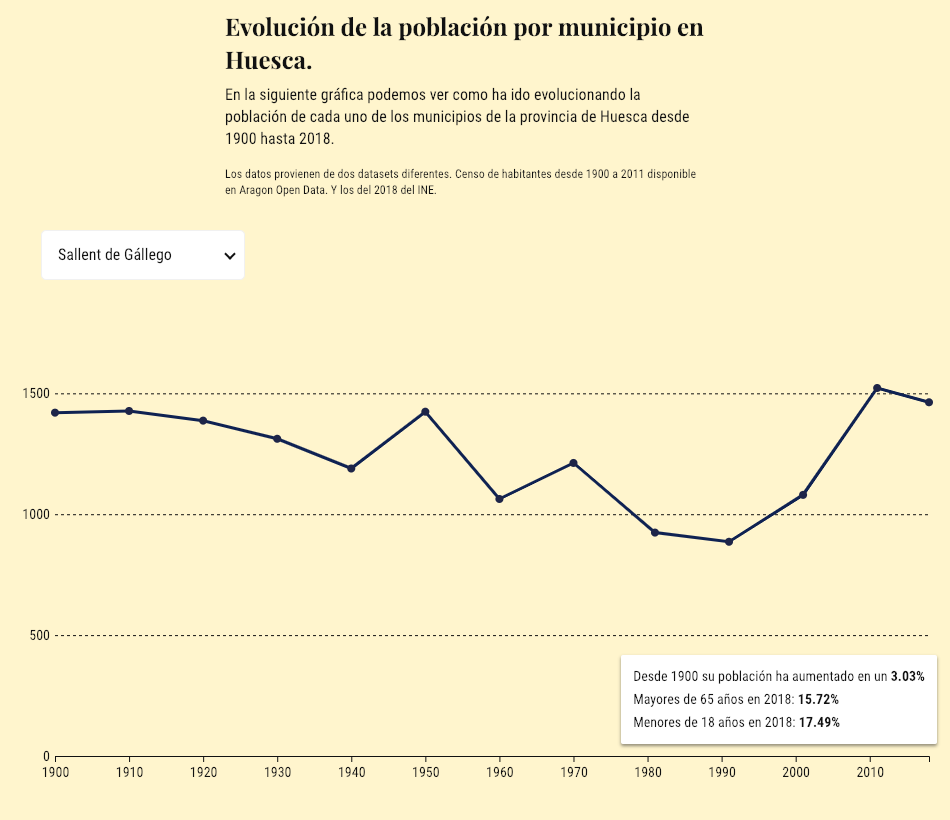 Evolución de la población por municipio en
Huesca.
En la siguiente gráfica podemos ver como ha ido evolucionando la
población de cada uno de los municipios de la provincia de Huesca desde
1900 hasta 2018.
Los datos provienen de dos datasets diferentes. Censo de habitantes desde 1900 a 2011 disponible
en Aragon Open Data. Y los del 2018 del INE.
Sallent de Gállego
1500
1000
500
Desde 1900 su población ha aumentado en un 3.03%
Mayores de 65 años en 2018: 15.72%
Menores de 18 años en 2018: 17.49%
0
1900 1910 1920 1930 1940 1950 1960 1970 1980 1990 2000 2010